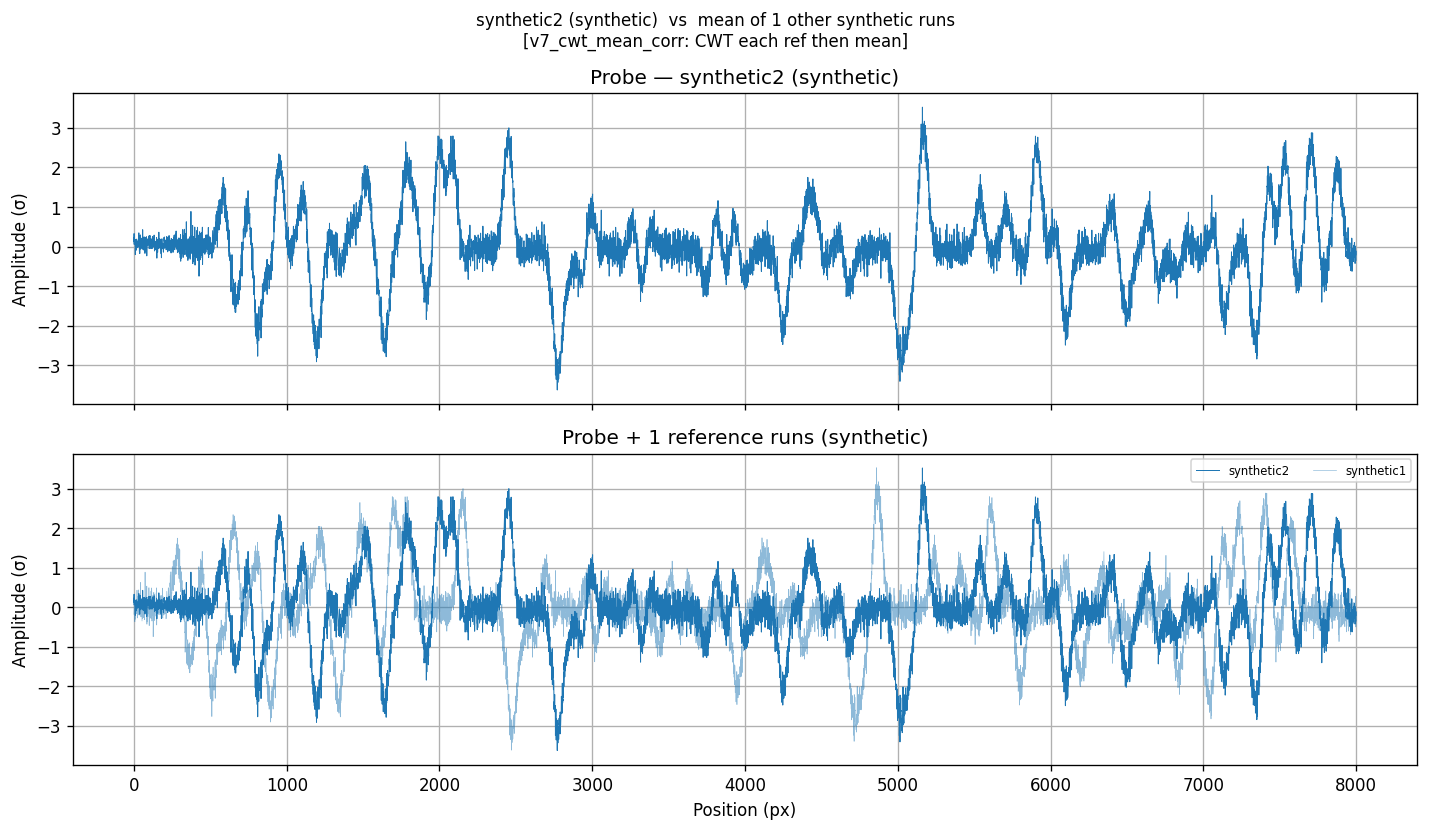 synthetic2 (synthetic)  vs  mean of 1 other synthetic runs
[v7_cwt_mean_corr: CWT each ref then mean]
Probe — synthetic2 (synthetic)
Amplitude (σ)
3
2
1
0
−1
−2
−3
Probe + 1 reference runs (synthetic)
synthetic2
synthetic1
Amplitude (σ)
3
2
1
0
−1
−2
−3
0
1000
2000
3000
4000
5000
6000
7000
8000
Position (px)